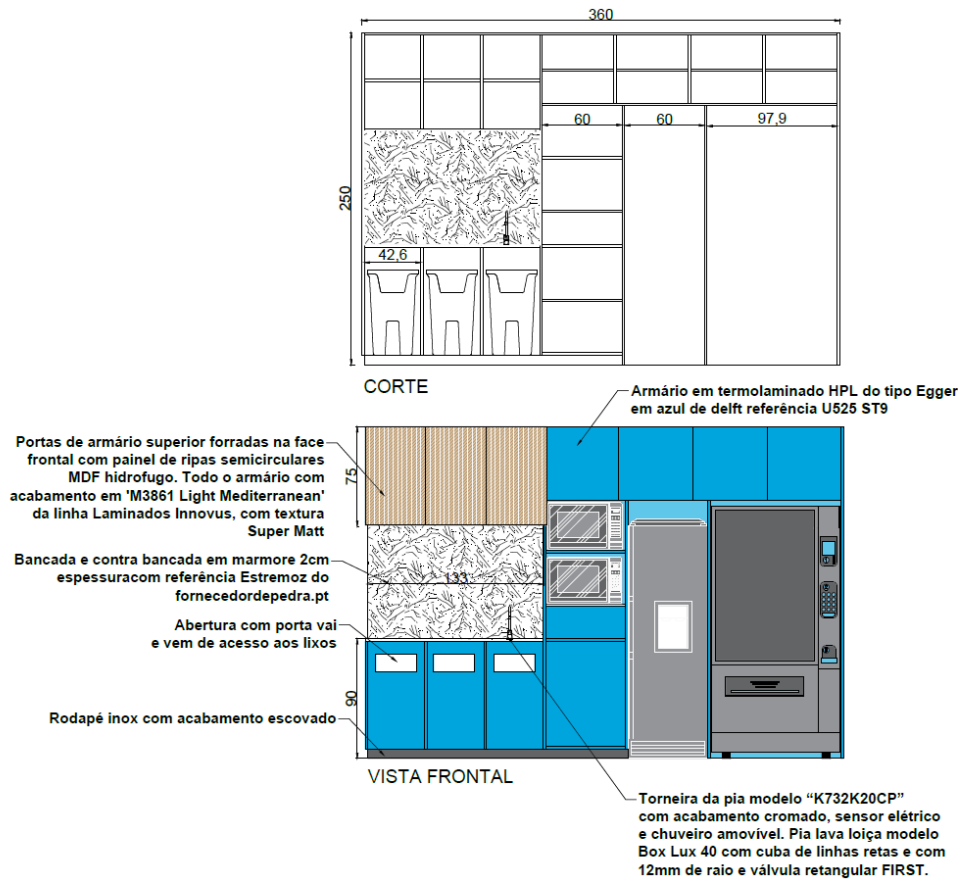 360
60
60
97,9
250
42,6
CORTE
Armário em termolaminado HPL do tipo Egger
em azul de delft referência U525 ST9
Portas de armário superior forradas na face
frontal com painel de ripas semicirculares
MDF hidrofugo. Todo o armário com
acabamento em 'M3861 Light Mediterranean'
da linha Laminados Innovus, com textura
Super Matt
75
Bancada e contra bancada em marmore 2cm
espessuracom referência Estremoz do
fornecedordepedra.pt
133
Abertura com porta vai
e vem de acesso aos lixos
90
Rodapé inox com acabamento escovado
VISTA FRONTAL
Torneira da pia modelo “K732K20CP”
com acabamento cromado, sensor elétrico
e chuveiro amovível. Pia lava loiça modelo
Box Lux 40 com cuba de linhas retas e com
12mm de raio e válvula retangular FIRST.